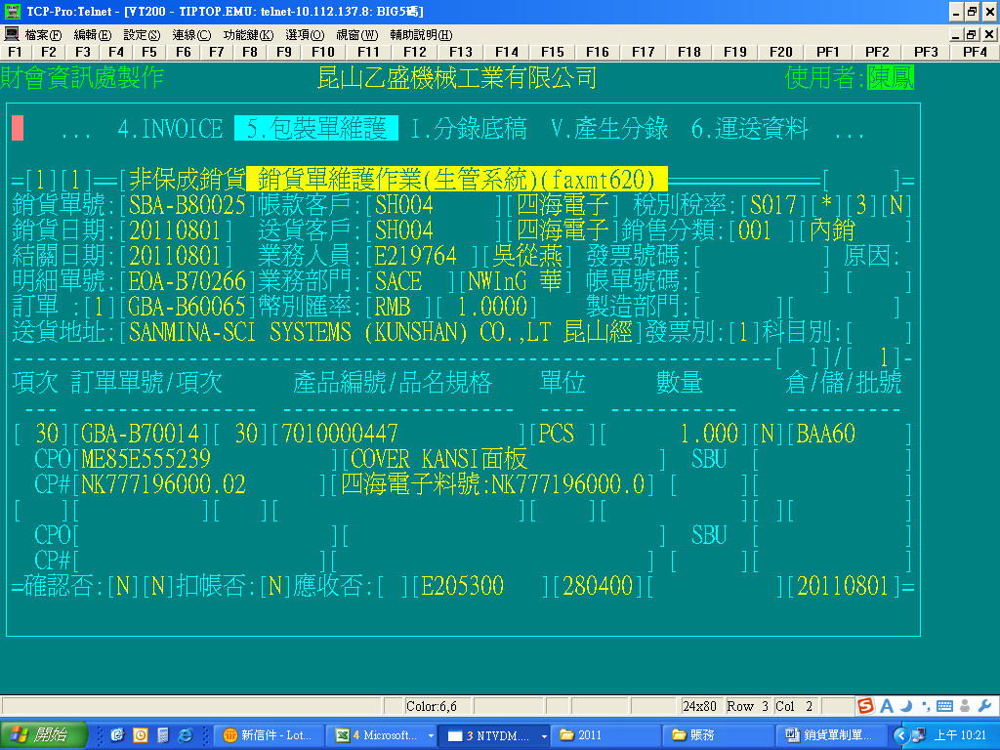 TCP-Pro:Telnet - [VT200 - TIPTOP.EMU: telnet-10.112.137.8: BIG5碼]
檔案(F) 編輯(E) 設定(S) 連線(C) 功能鍵(K) 選項(O) 視窗(W) 輔助說明(H)
F1 F2 F3 F4 F5 F6 F7 F8 F9 F10 F11 F12 F13 F14 F15 F16 F17 F18 F19 F20 PF1 PF2 PF3 PF4
財會資訊處製作 昆山乙盛機械工業有限公司 使用者:陳鳳
... 4.INVOICE 5.包裝單維護 I.分錄底稿 V.產生分錄 6.運送資料 ...
=[1][1]==[非保成銷貨 銷貨單維護作業(生管系統)(faxmt620) =============[ ]=
銷貨單號:[SBA-B80025]帳款客戶:[SH004 ][四海電子] 稅別稅率:[S017][*][3][N]
銷貨日期:[20110801] 送貨客戶:[SH004 ][四海電子]銷售分類:[001 ][內銷 ]
結關日期:[20110801] 業務人員:[E219764 ][吳從燕] 發票號碼:[ ] 原因:
明細單號:[EOA-B70266]業務部門:[SACE ][NWInG 華] 帳單號碼:[ ] [ ]
訂單 :[1][GBA-B60065]幣別匯率:[RMB ][ 1.0000] 製造部門:[ ][ ]
送貨地址:[SANMINA-SCI SYSTEMS (KUNSHAN) CO.,LT 昆山經]發票別:[1]科目別:[ ]
-----------------------------------------------------------------[ 1]/[ 1]-
項次 訂單單號/項次 產品編號/品名規格 單位 數量 倉/儲/批號
--- --------------- -------------------- ---- ------------ ----------
[ 30][GBA-B70014][ 30][7010000447 ][PCS ][ 1.000][N][BAA60 ]
CPO[ME85E555239 ][COVER KANSI面板 ] SBU [ ]
CP#[NK777196000.02 ][四海電子料號:NK777196000.0] [ ][ ]
[ ][ ][ ][ ][ ][ ][ ][ ]
CPO[ ][ ] SBU [ ]
CP#[ ][ ] [ ][ ]
=確認否:[N][N]扣帳否:[N]應收否:[ ][E205300 ][280400][ ][20110801]=
Color:6,6 24x80 Row 3 Col 2
開始 新信件 - Lot... 4 Microsoft... 3 NTVDM.... 2011 賬務 銷貨單制單... 上午 10:21